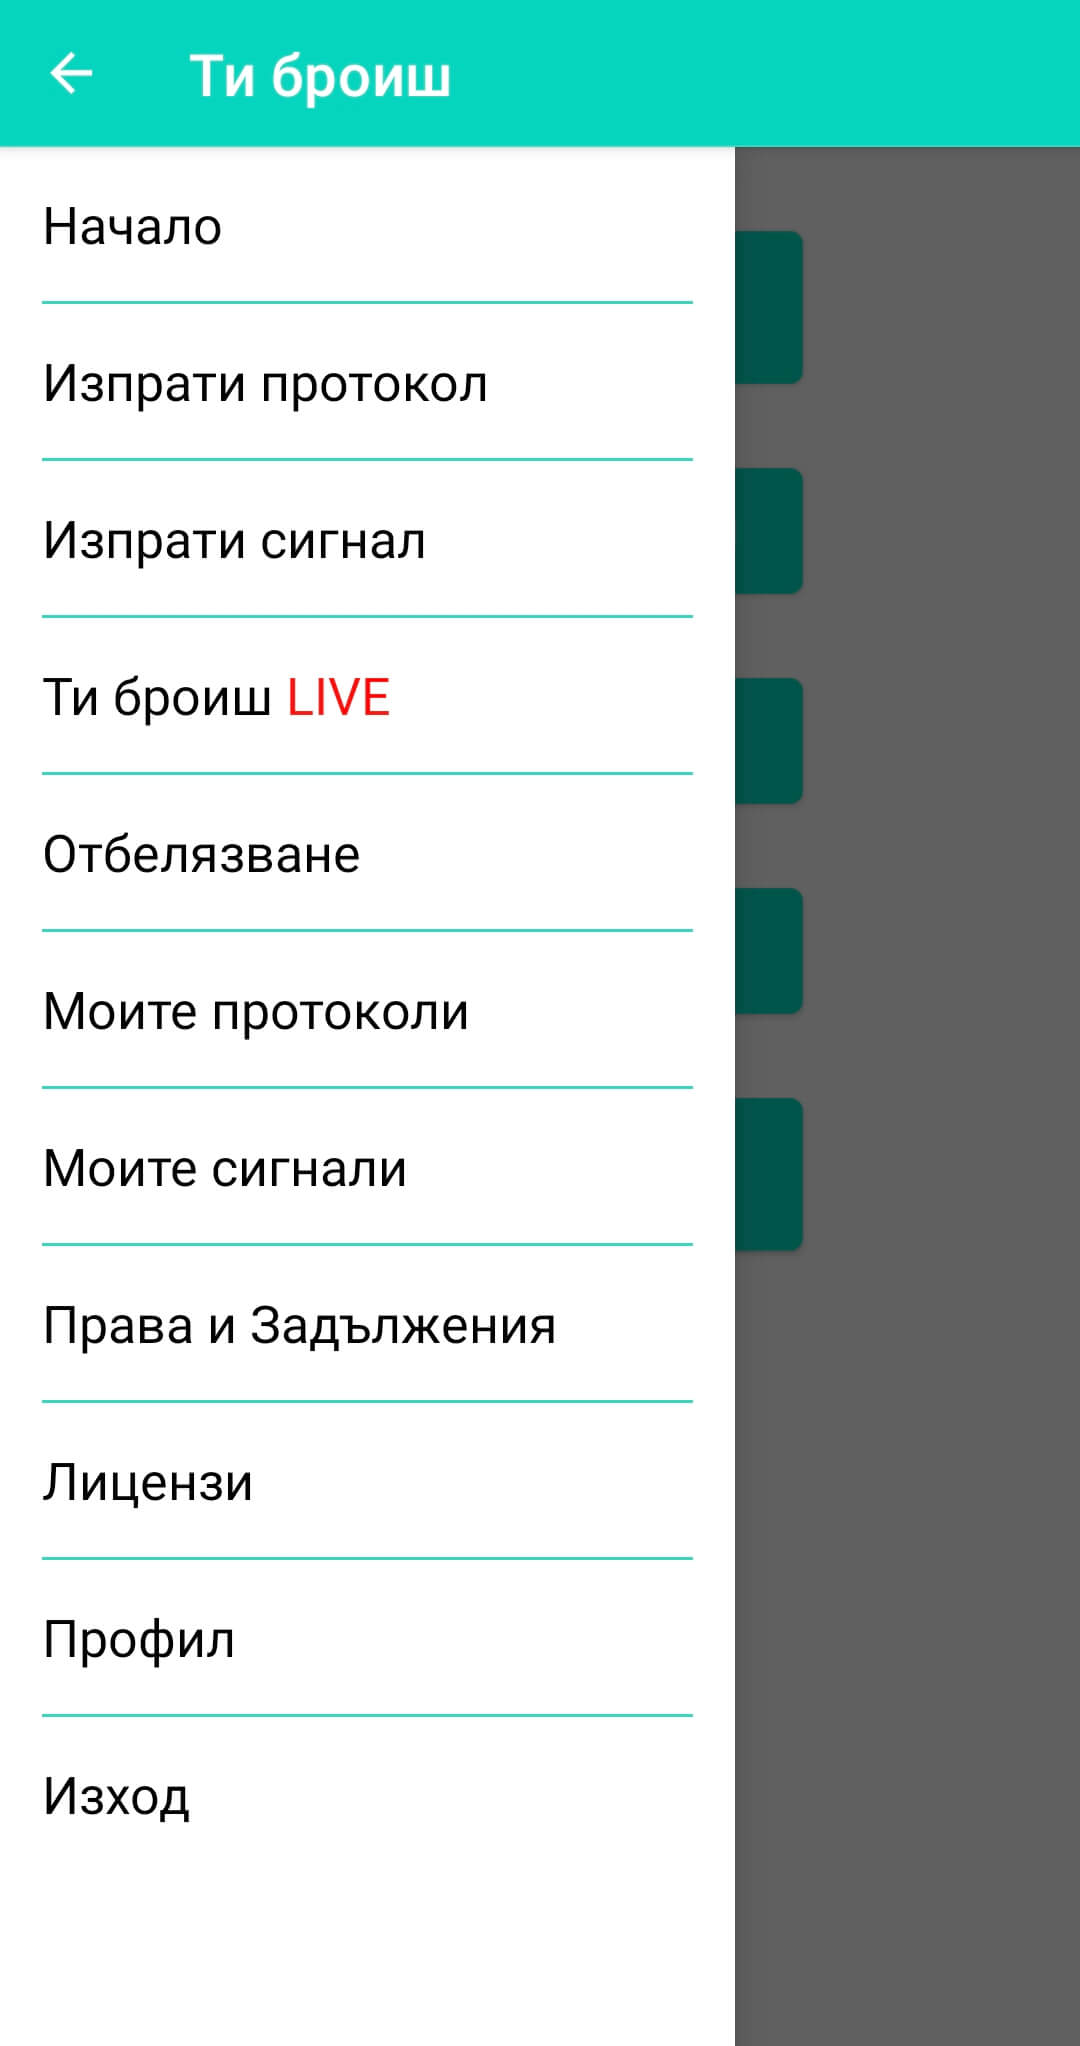 Ти броиш
Начало
Изпрати протокол
Изпрати сигнал
Ти броиш LIVE
Отбелязване
Моите протоколи
Моите сигнали
Права и Задължения
Лицензи
Профил
Изход